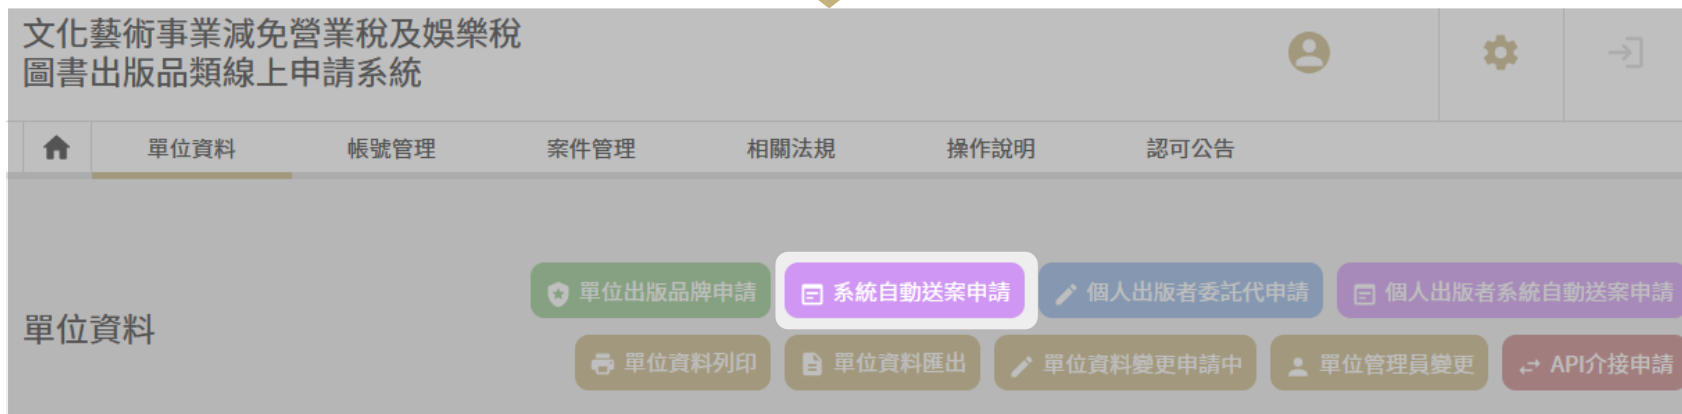 文化藝術事業減免營業稅及娛樂稅
圖書出版品類線上申請系統
單位資料 帳號管理 案件管理 相關法規 操作說明 認可公告
單位出版品牌申請 系統自動送案申請 個人出版者委託代申請 個人出版者系統自動送案申請
單位資料
單位資料列印 單位資料匯出 單位資料變更申請中 單位管理員變更 API介接申請